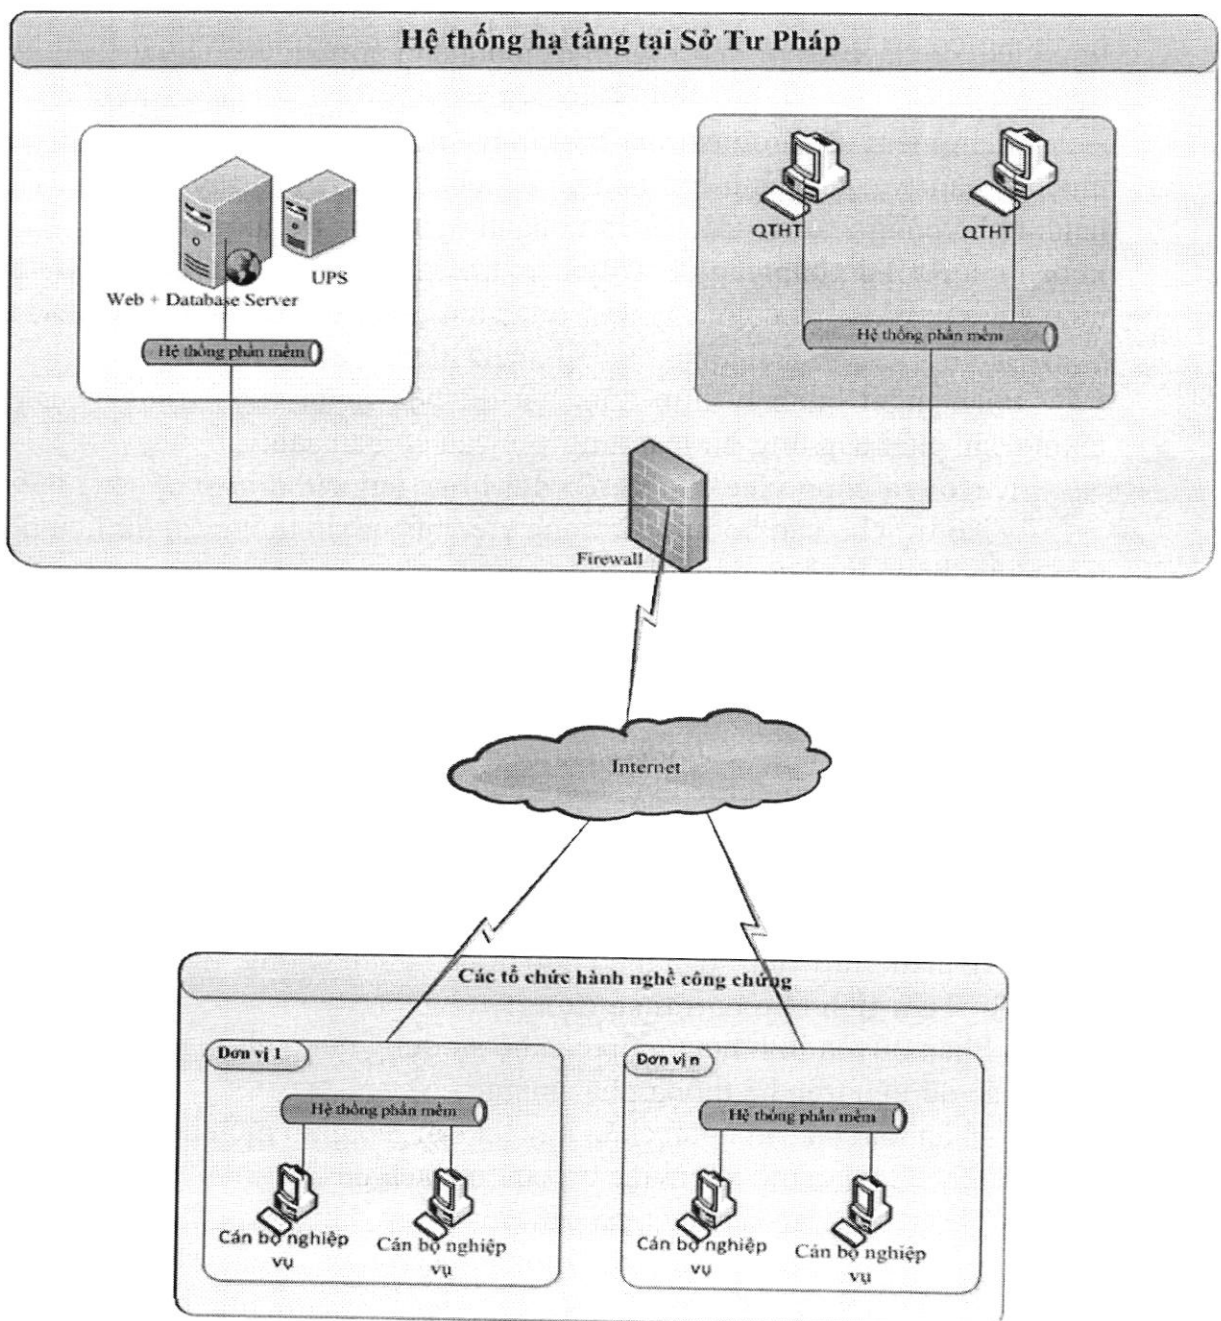 Hệ thống hạ tầng tại Sở Tư Pháp
QTHT
QTHT
UPS
Web + Database Server
Hệ thống phần mềm
Hệ thống phần mềm
Firewall
Internet
Các tổ chức hành nghề công chứng
Đơn vị 1
Đơn vị n
Hệ thống phần mềm
Hệ thống phần mềm
Cán bộ nghiệp
vụ
Cán bộ nghiệp
vụ
Cán bộ nghiệp
vụ
Cán bộ nghiệp
vụ